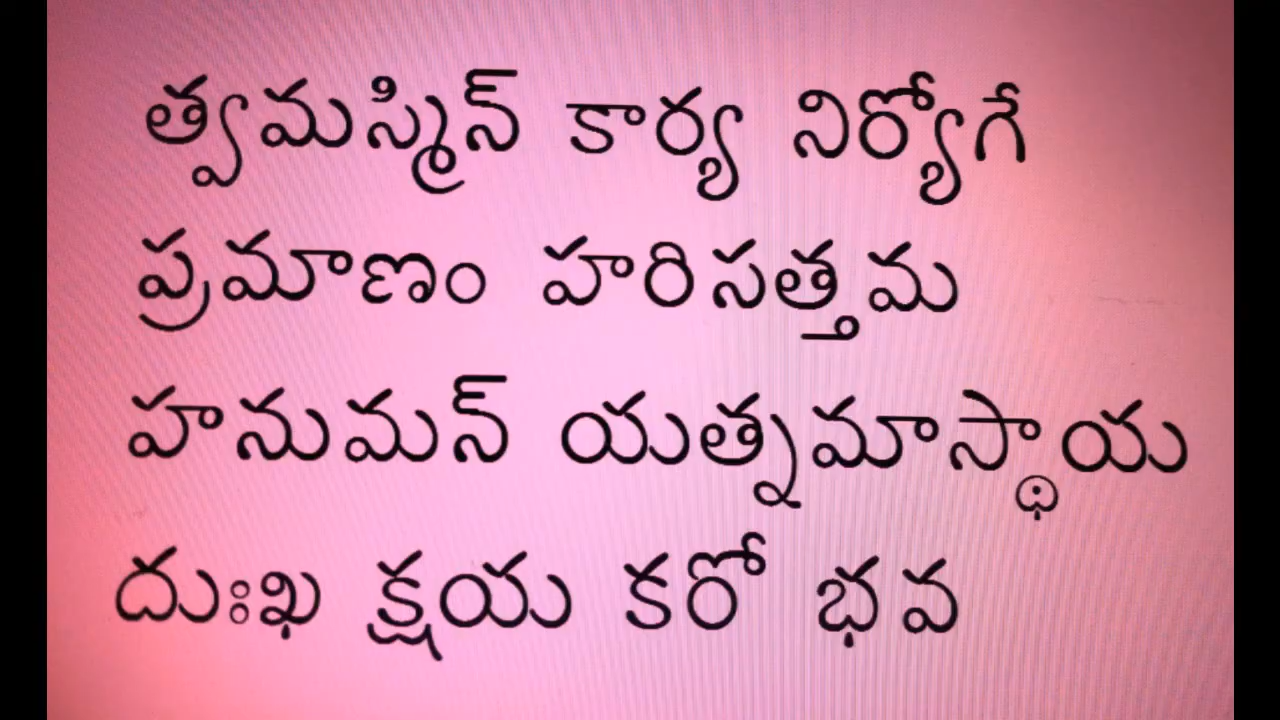 త్వమస్మిన్ కార్య నిర్యోగే
ప్రమాణం హరిసత్తమ
హనుమన్ యత్నమాస్థాయ
దుఃఖ క్షయ కరో భవ